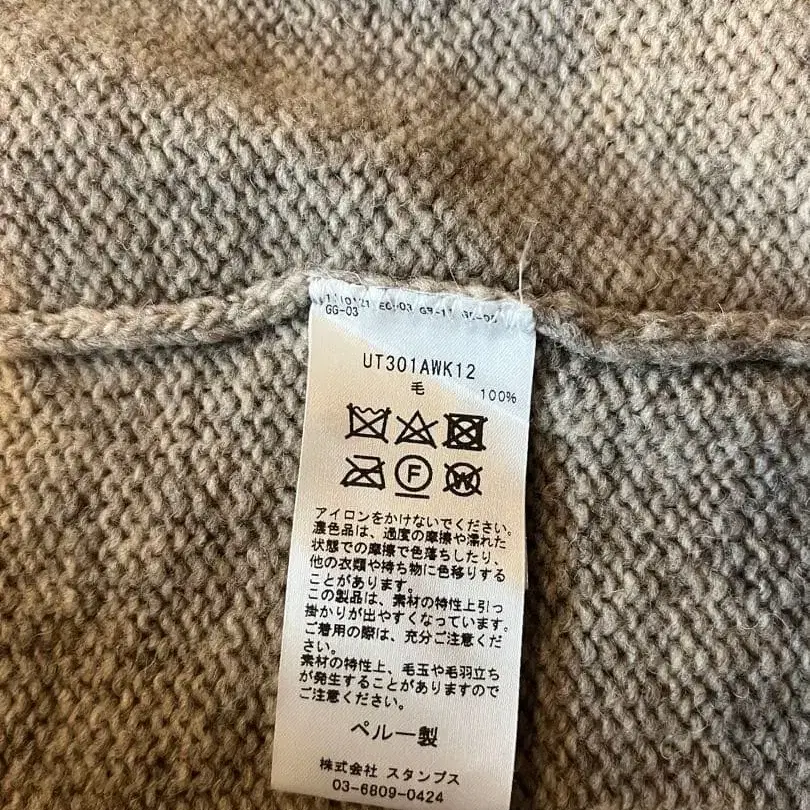 GG-03
UT301AWK12
毛 100%
F
W
アイロンをかけないでください。
濃色品は、過度の摩擦や濡れた
状態での摩擦で色落ちしたり、
他の衣類や持ち物に色移りする
ことがあります。
この製品は、素材の特性上引っ
掛かりが出やすくなっています。
ご着用の際は、充分ご注意くだ
さい。
素材の特性上、毛玉や毛羽立ち
が発生することがありますので
ご注意ください。
ペルー製
株式会社 スタンプス
03-6809-0424